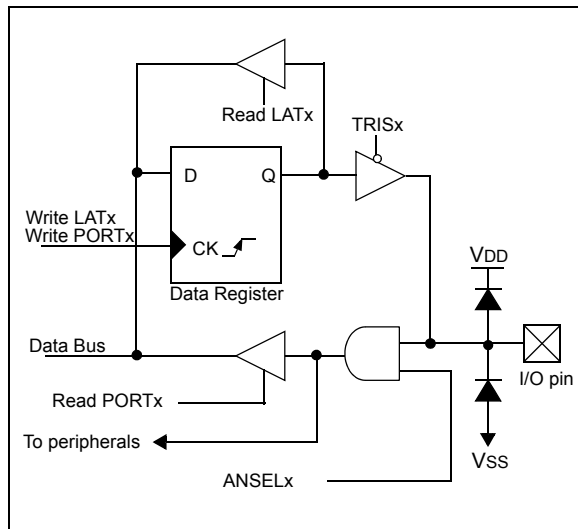 Read LATx
TRISx
D Q
Write LATx
Write PORTx
CK
VDD
Data Register
Data Bus
I/O pin
Read PORTx
To peripherals
VSS
ANSELx